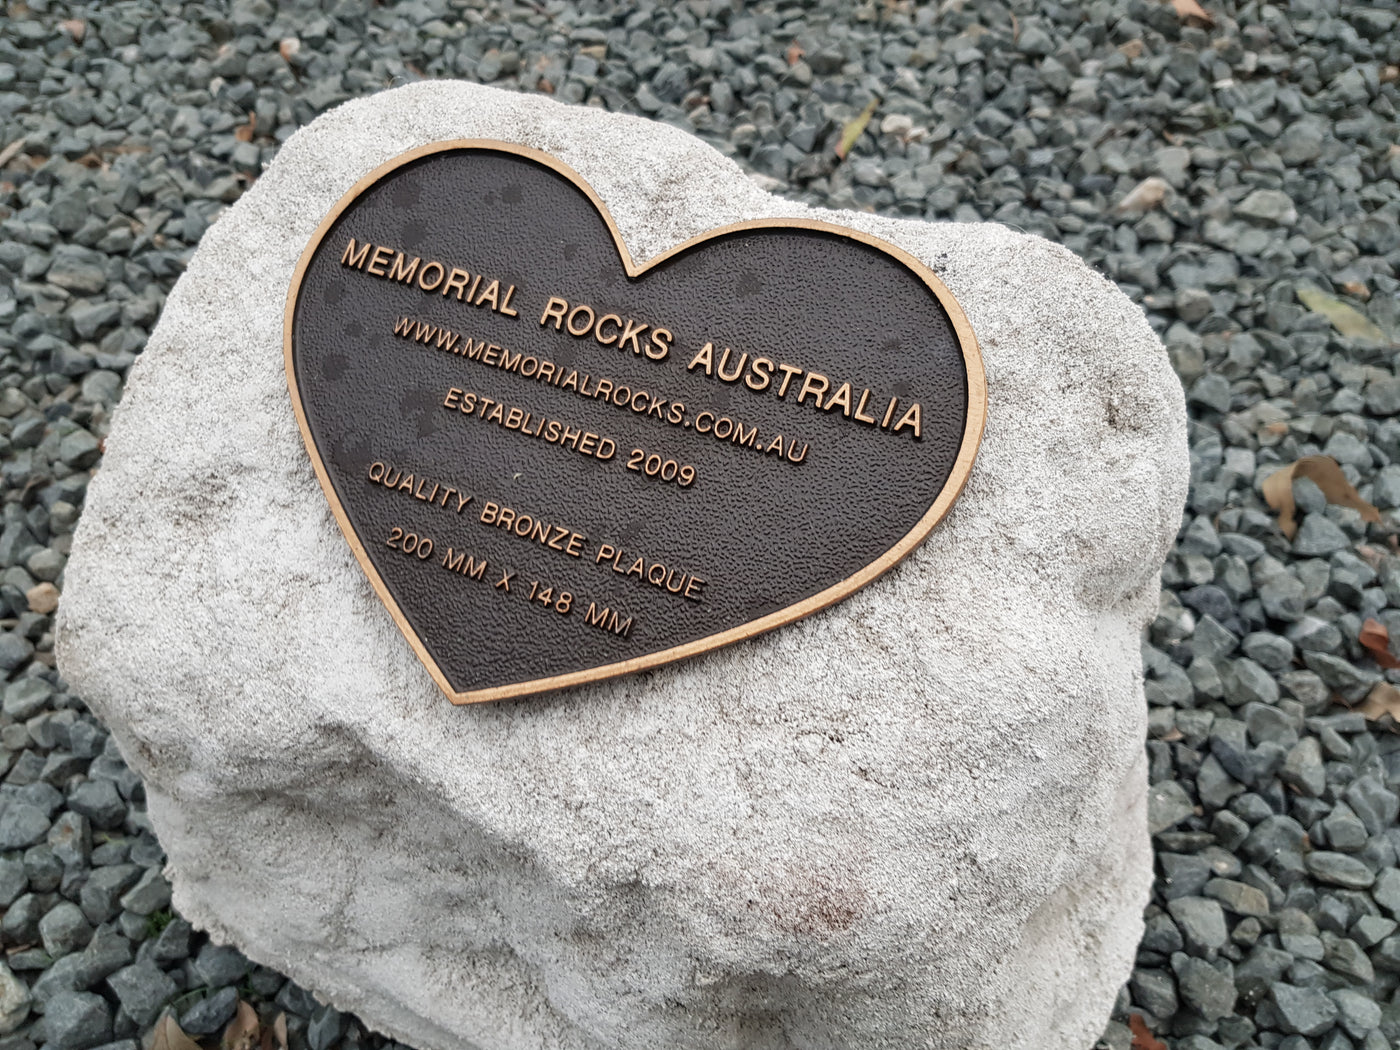 MEMORIAL ROCKS AUSTRALIA
WWW.MEMORIALROCKS.COM.AU
ESTABLISHED 2009
QUALITY BRONZE PLAQUE
200 MM X 148 MM